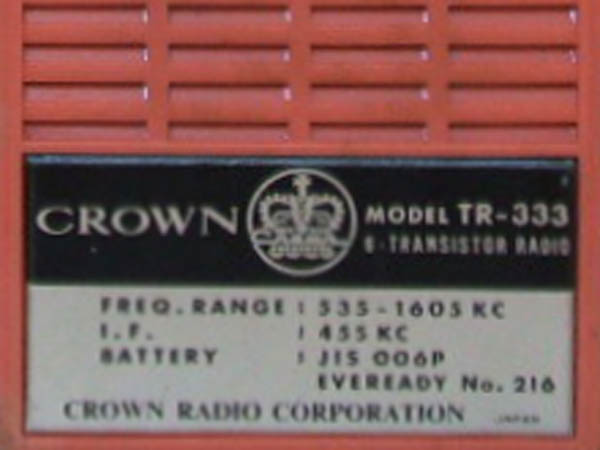 CROWN
MODEL TR-333
6-TRANSISTOR RADIO
FREQ. RANGE : 535-1605 KC
I.F. : 455 KC
BATTERY : JIS 006P
EVEREADY No. 216
CROWN RADIO CORPORATION JAPAN